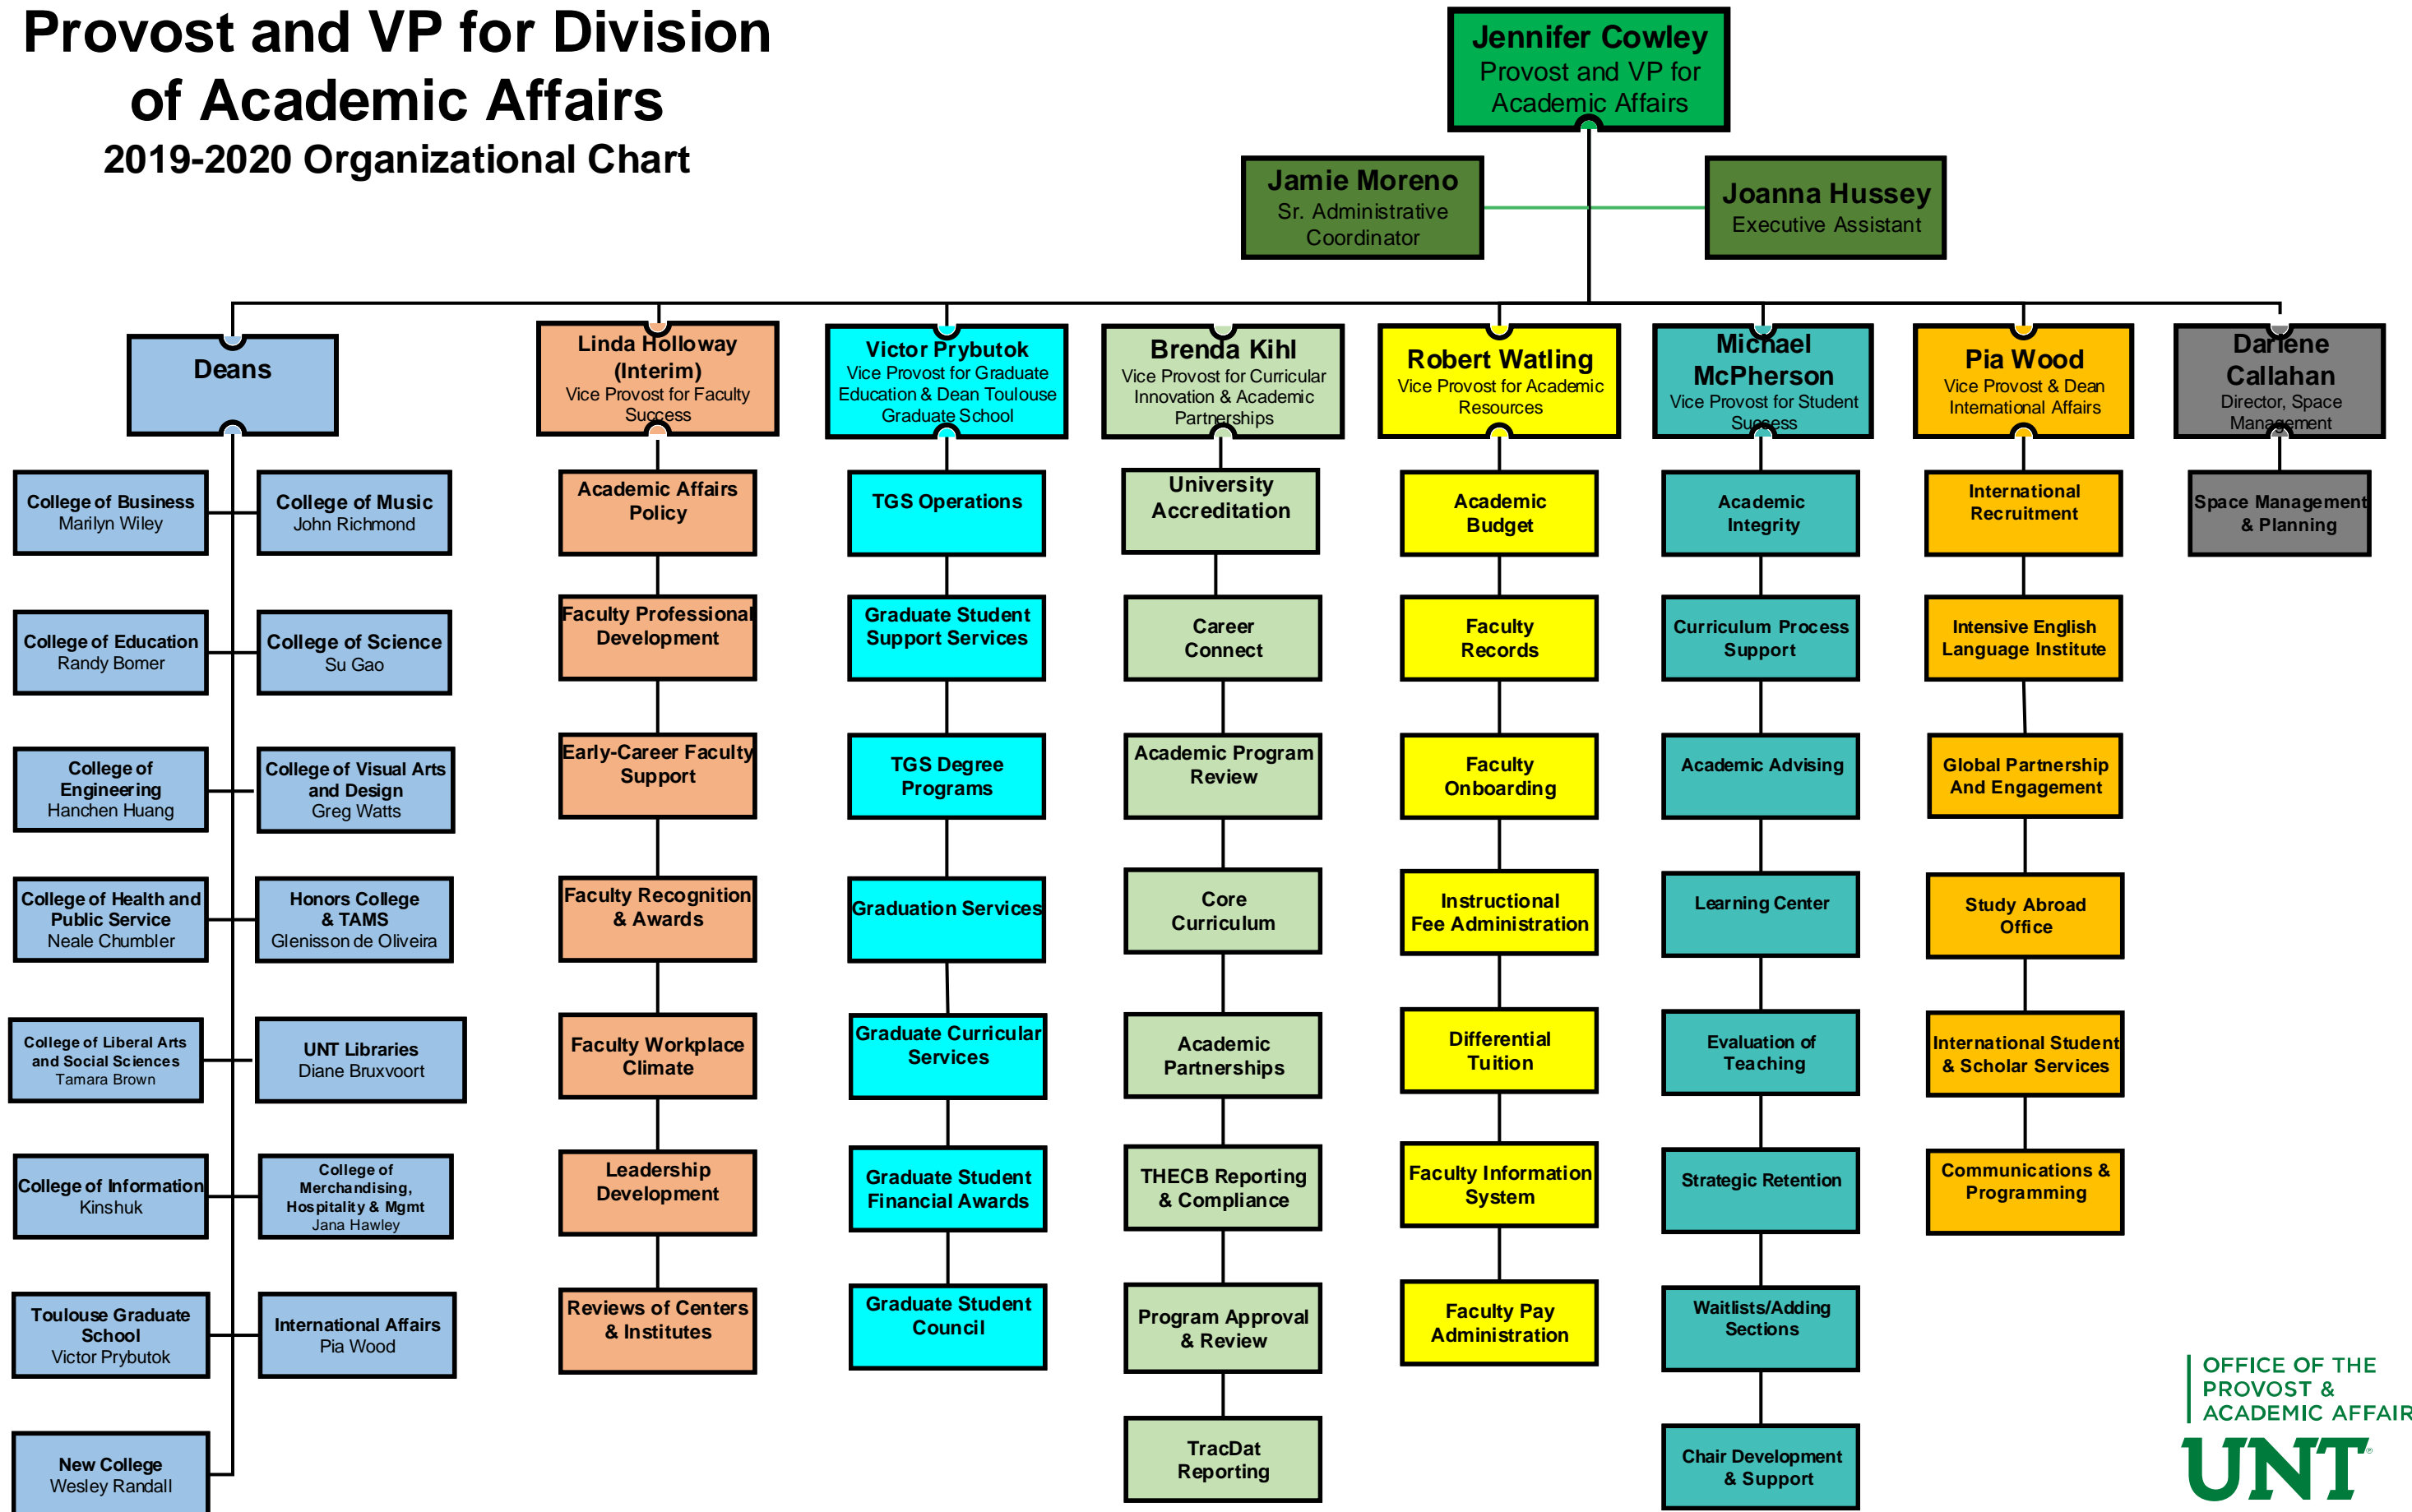 Provost and VP for Division
of Academic Affairs
2019-2020 Organizational Chart
Jennifer Cowley
Provost and VP for
Academic Affairs
Jamie Moreno
Sr. Administrative
Coordinator
Joanna Hussey
Executive Assistant
Deans
College of Business
Marilyn Wiley
College of Music
John Richmond
College of Education
Randy Bomer
College of Science
Su Gao
College of
Engineering
Hanchen Huang
College of Visual Arts
and Design
Greg Watts
College of Health and
Public Service
Neale Chumbler
Honors College
& TAMS
Glenisson de Oliveira
College of Liberal Arts
and Social Sciences
Tamara Brown
UNT Libraries
Diane Bruxvoort
College of Information
Kinshuk
College of
Merchandising,
Hospitality & Mgmt
Jana Hawley
Toulouse Graduate
School
Victor Prybutok
International Affairs
Pia Wood
New College
Wesley Randall
Linda Holloway
(Interim)
Vice Provost for Faculty
Success
Academic Affairs
Policy
Faculty Professional
Development
Early-Career Faculty
Support
Faculty Recognition
& Awards
Faculty Workplace
Climate
Leadership
Development
Reviews of Centers
& Institutes
Victor Prybutok
Vice Provost for Graduate
Education & Dean Toulouse
Graduate School
TGS Operations
Graduate Student
Support Services
TGS Degree
Programs
Graduation Services
Graduate Curricular
Services
Graduate Student
Financial Awards
Graduate Student
Council
Brenda Kihl
Vice Provost for Curricular
Innovation & Academic
Partnerships
University
Accreditation
Career
Connect
Academic Program
Review
Core
Curriculum
Academic
Partnerships
THECB Reporting
& Compliance
Program Approval
& Review
TracDat
Reporting
Robert Watling
Vice Provost for Academic
Resources
Academic
Budget
Faculty
Records
Faculty
Onboarding
Instructional
Fee Administration
Differential
Tuition
Faculty Information
System
Faculty Pay
Administration
Michael
McPherson
Vice Provost for Student
Success
Academic
Integrity
Curriculum Process
Support
Academic Advising
Learning Center
Evaluation of
Teaching
Strategic Retention
Waitlists/Adding
Sections
Chair Development
& Support
Pia Wood
Vice Provost & Dean
International Affairs
International
Recruitment
Intensive English
Language Institute
Global Partnership
And Engagement
Study Abroad
Office
International Student
& Scholar Services
Communications &
Programming
Darlene
Callahan
Director, Space
Management
Space Management
& Planning
OFFICE OF THE
PROVOST &
ACADEMIC AFFAIR
UNT®